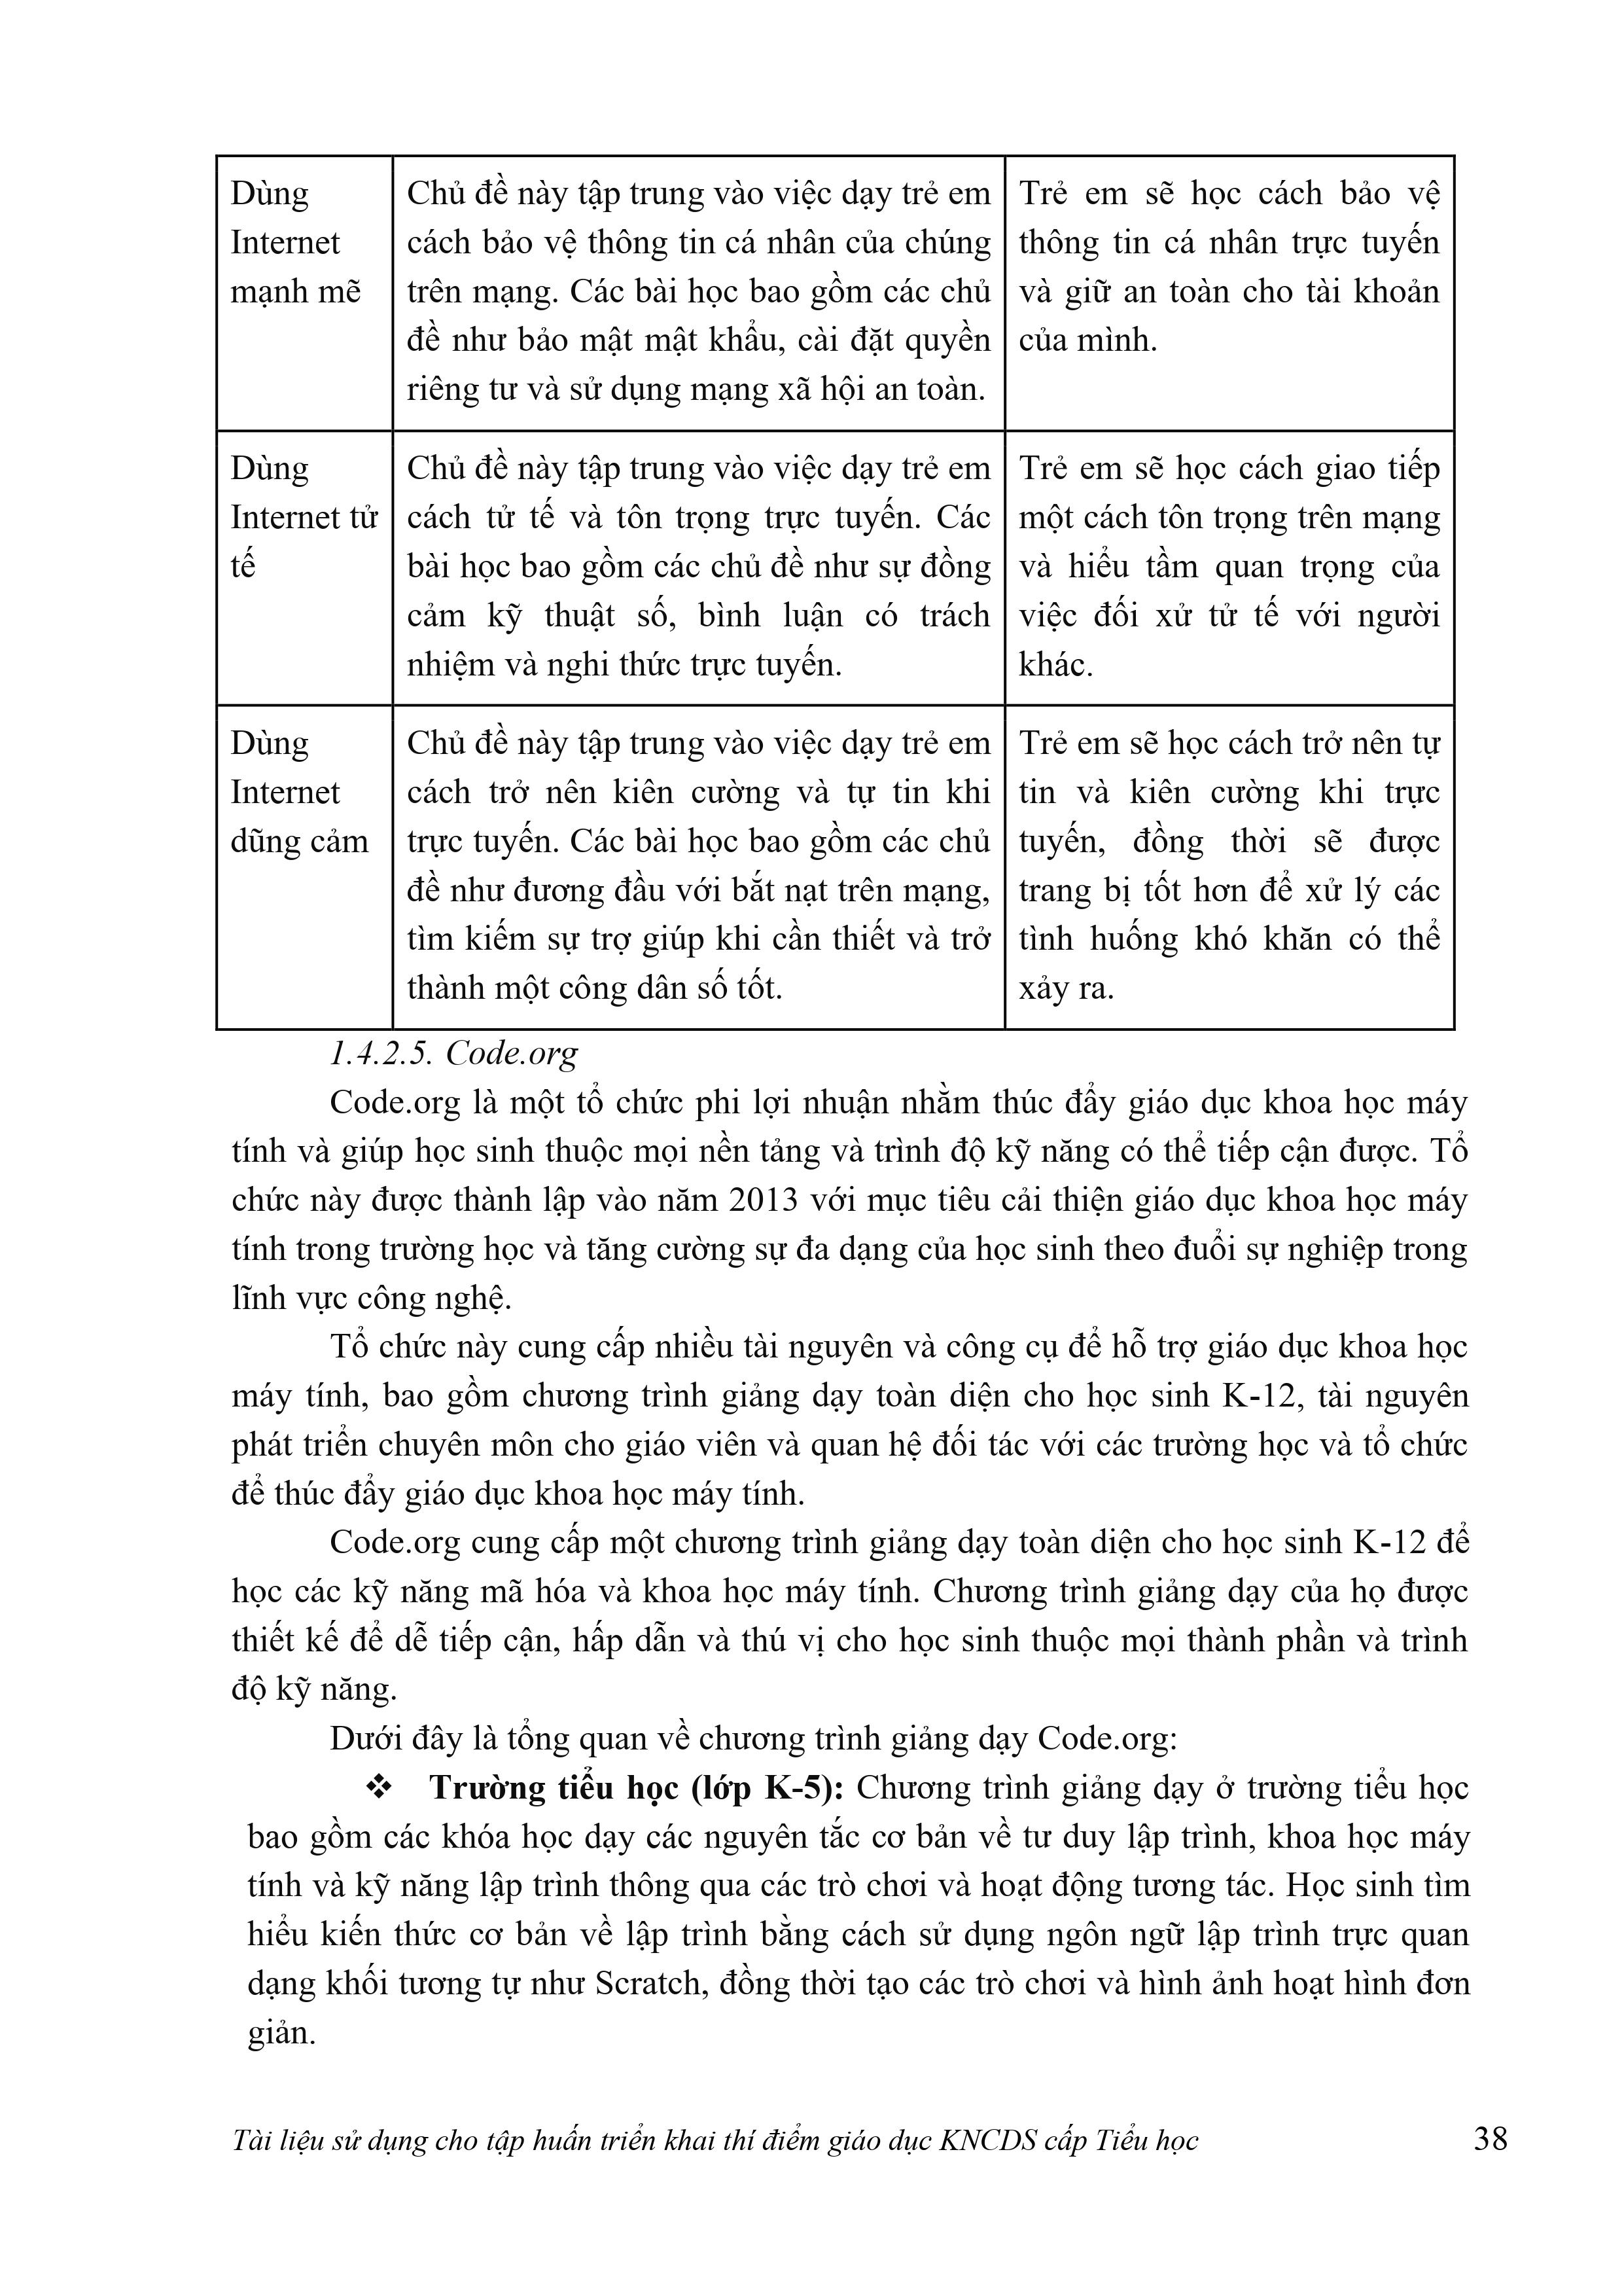 Dùng
Internet
mạnh mẽ
Chủ đề này tập trung vào việc dạy trẻ em
cách bảo vệ thông tin cá nhân của chúng
trên mạng. Các bài học bao gồm các chủ
đề như bảo mật mật khẩu, cài đặt quyền
riêng tư và sử dụng mạng xã hội an toàn.
Trẻ em sẽ học cách bảo vệ
thông tin cá nhân trực tuyến
và giữ an toàn cho tài khoản
của mình.
Dùng
Internet tử
tế
Chủ đề này tập trung vào việc dạy trẻ em
cách tử tế và tôn trọng trực tuyến. Các
bài học bao gồm các chủ đề như sự đồng
cảm kỹ thuật số, bình luận có trách
nhiệm và nghi thức trực tuyến.
Trẻ em sẽ học cách giao tiếp
một cách tôn trọng trên mạng
và hiểu tầm quan trọng của
việc đối xử tử tế với người
khác.
Dùng
Internet
dũng cảm
Chủ đề này tập trung vào việc dạy trẻ em
cách trở nên kiên cường và tự tin khi
trực tuyến. Các bài học bao gồm các chủ
đề như đương đầu với bắt nạt trên mạng,
tìm kiếm sự trợ giúp khi cần thiết và trở
thành một công dân số tốt.
Trẻ em sẽ học cách trở nên tự
tin và kiên cường khi trực
tuyến, đồng thời sẽ được
trang bị tốt hơn để xử lý các
tình huống khó khăn có thể
xảy ra.
1.4.2.5. Code.org
Code.org là một tổ chức phi lợi nhuận nhằm thúc đẩy giáo dục khoa học máy
tính và giúp học sinh thuộc mọi nền tảng và trình độ kỹ năng có thể tiếp cận được. Tổ
chức này được thành lập vào năm 2013 với mục tiêu cải thiện giáo dục khoa học máy
tính trong trường học và tăng cường sự đa dạng của học sinh theo đuổi sự nghiệp trong
lĩnh vực công nghệ.
Tổ chức này cung cấp nhiều tài nguyên và công cụ để hỗ trợ giáo dục khoa học
máy tính, bao gồm chương trình giảng dạy toàn diện cho học sinh K-12, tài nguyên
phát triển chuyên môn cho giáo viên và quan hệ đối tác với các trường học và tổ chức
để thúc đẩy giáo dục khoa học máy tính.
Code.org cung cấp một chương trình giảng dạy toàn diện cho học sinh K-12 để
học các kỹ năng mã hóa và khoa học máy tính. Chương trình giảng dạy của họ được
thiết kế để dễ tiếp cận, hấp dẫn và thú vị cho học sinh thuộc mọi thành phần và trình
độ kỹ năng.
Dưới đây là tổng quan về chương trình giảng dạy Code.org:
❖ Trường tiểu học (lớp K-5): Chương trình giảng dạy ở trường tiểu học
bao gồm các khóa học dạy các nguyên tắc cơ bản về tư duy lập trình, khoa học máy
tính và kỹ năng lập trình thông qua các trò chơi và hoạt động tương tác. Học sinh tìm
hiểu kiến thức cơ bản về lập trình bằng cách sử dụng ngôn ngữ lập trình trực quan
dạng khối tương tự như Scratch, đồng thời tạo các trò chơi và hình ảnh hoạt hình đơn
giản.
Tài liệu sử dụng cho tập huấn triển khai thí điểm giáo dục KNCDS cấp Tiểu học 38